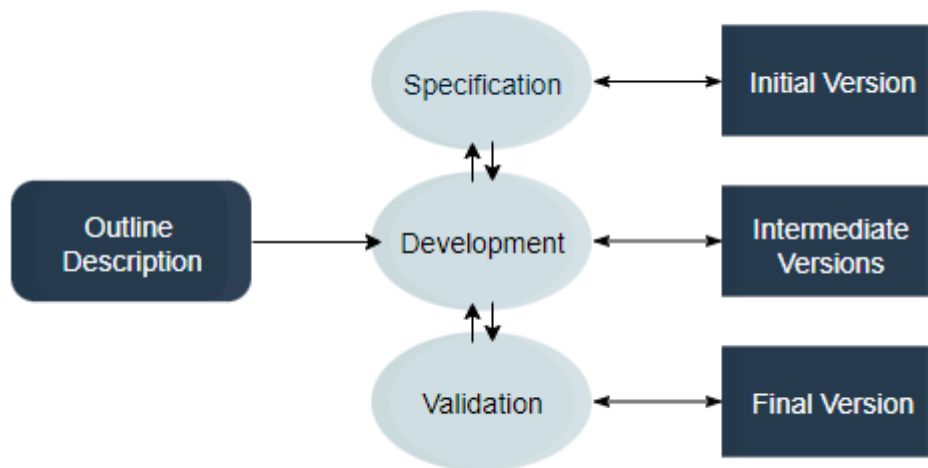 Specification
Initial Version
Outline
Description
Development
Intermediate
Versions
Validation
Final Version